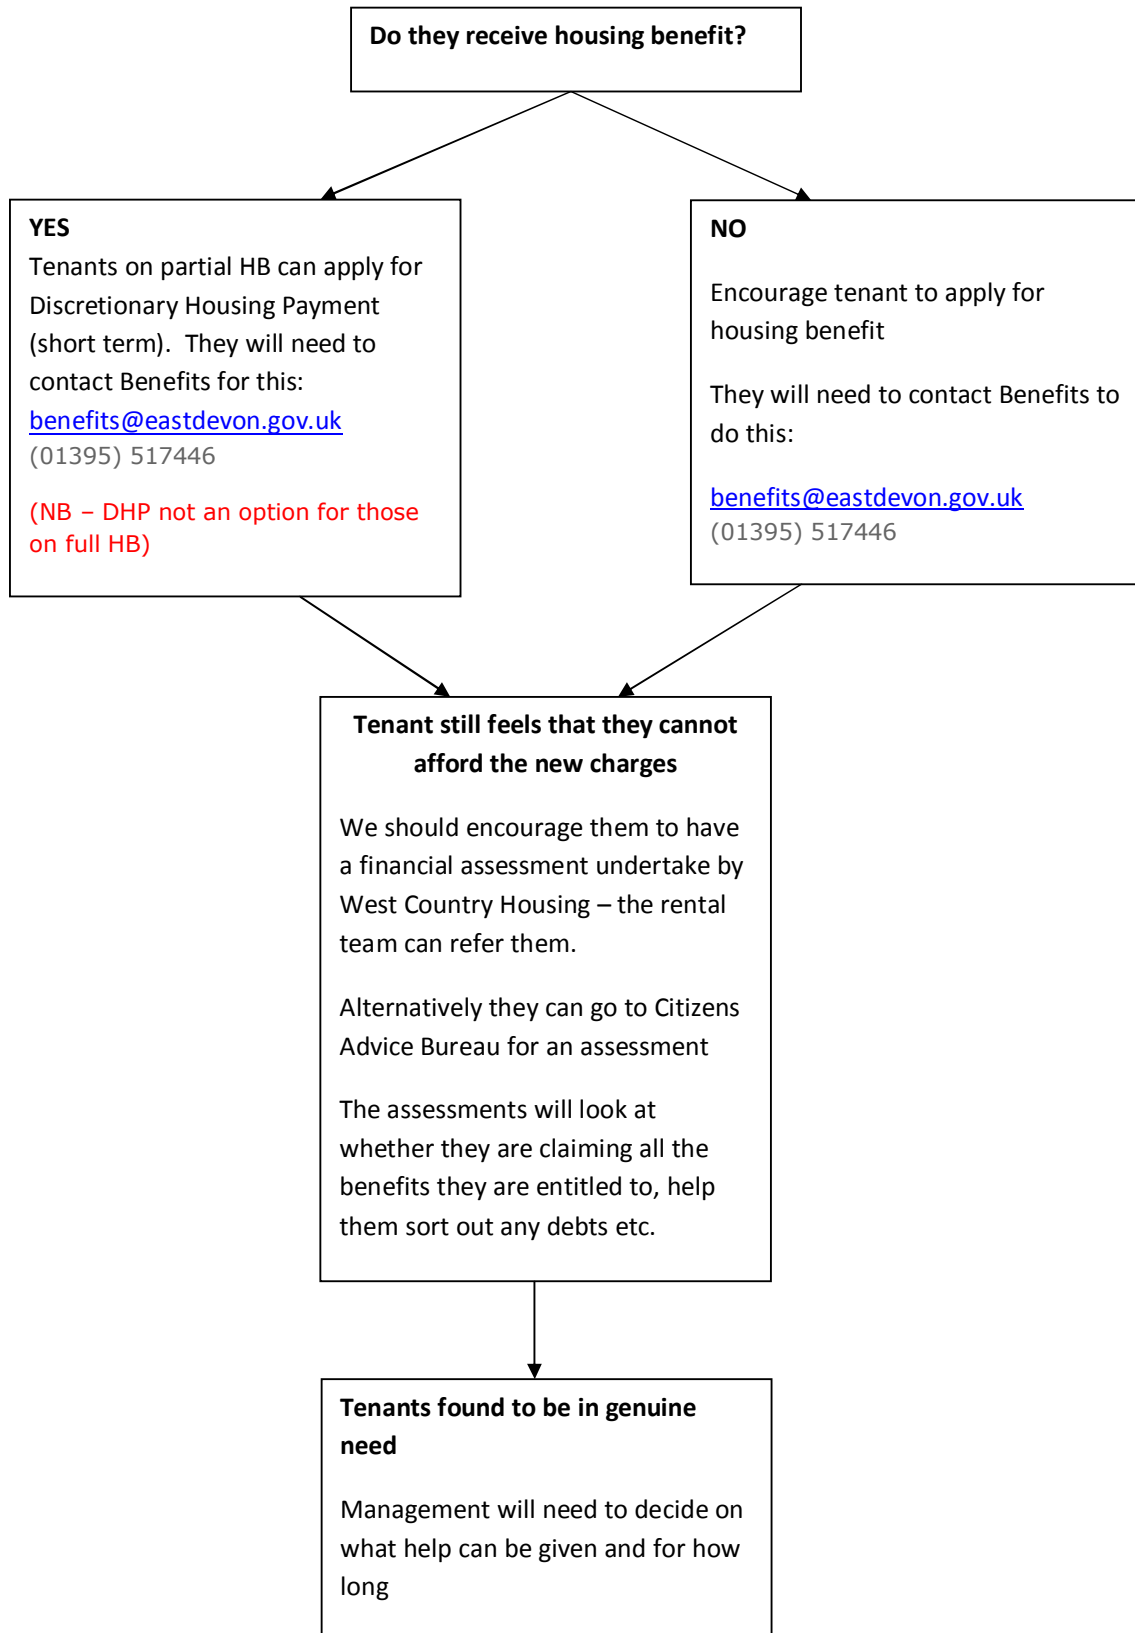 Do they receive housing benefit?
YES
Tenants on partial HB can apply for
Discretionary Housing Payment
(short term).  They will need to
contact Benefits for this:
benefits@eastdevon.gov.uk
(01395) 517446
(NB – DHP not an option for those
on full HB)
NO
Encourage tenant to apply for
housing benefit
They will need to contact Benefits to
do this:
benefits@eastdevon.gov.uk
(01395) 517446
Tenant still feels that they cannot
afford the new charges
We should encourage them to have
a financial assessment undertake by
West Country Housing – the rental
team can refer them.
Alternatively they can go to Citizens
Advice Bureau for an assessment
The assessments will look at
whether they are claiming all the
benefits they are entitled to, help
them sort out any debts etc.
Tenants found to be in genuine
need
Management will need to decide on
what help can be given and for how
long